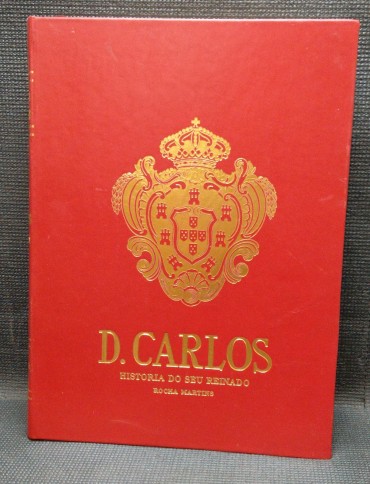 D. CARLOS
HISTORIA DO SEU REINADO
ROCHA MARTINS